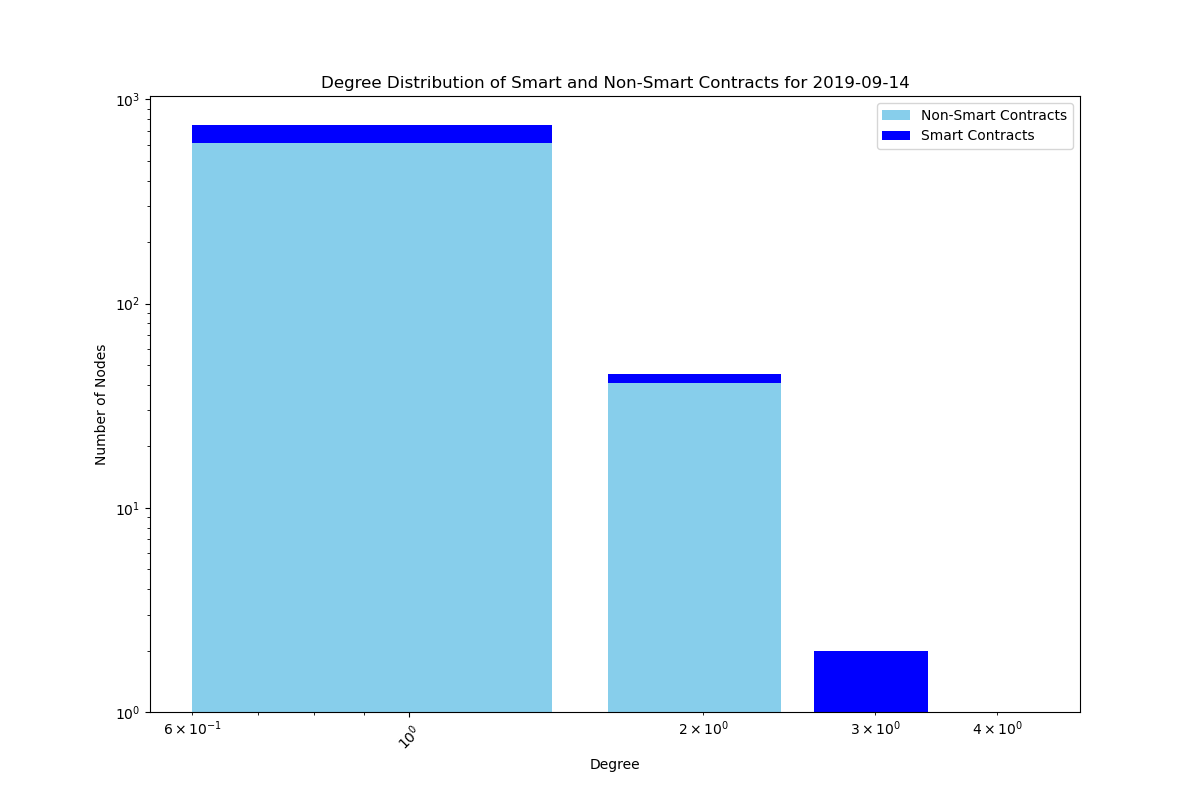 Degree Distribution of Smart and Non-Smart Contracts for 2019-09-14
Non-Smart Contracts
Smart Contracts
Number of Nodes
10³
10²
10¹
10⁰
6 × 10⁻¹
10⁰
2 × 10⁰
3 × 10⁰
4 × 10⁰
Degree